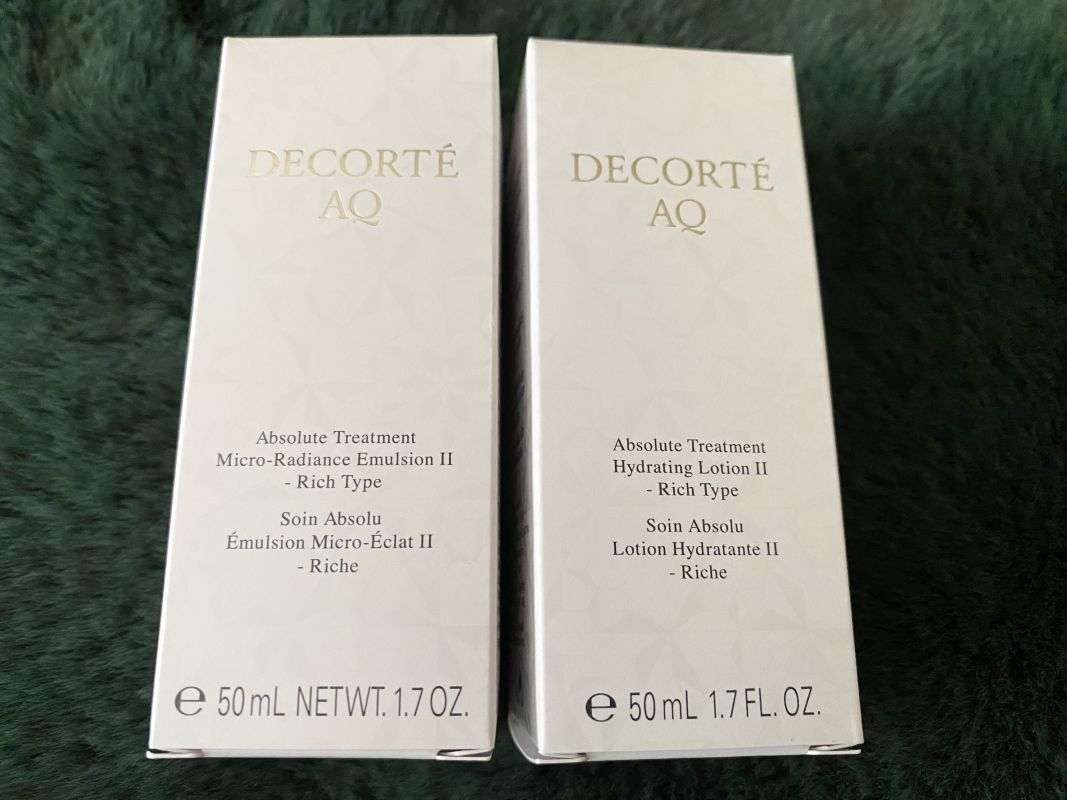 DECORTÉ
AQ
Absolute Treatment
Micro-Radiance Emulsion II
- Rich Type
Soin Absolu
Émulsion Micro-Éclat II
- Riche
e 50 mL NETWT. 1.7 OZ.
DECORTÉ
AQ
Absolute Treatment
Hydrating Lotion II
- Rich Type
Soin Absolu
Lotion Hydratante II
- Riche
e 50 mL 1.7 FL. OZ.